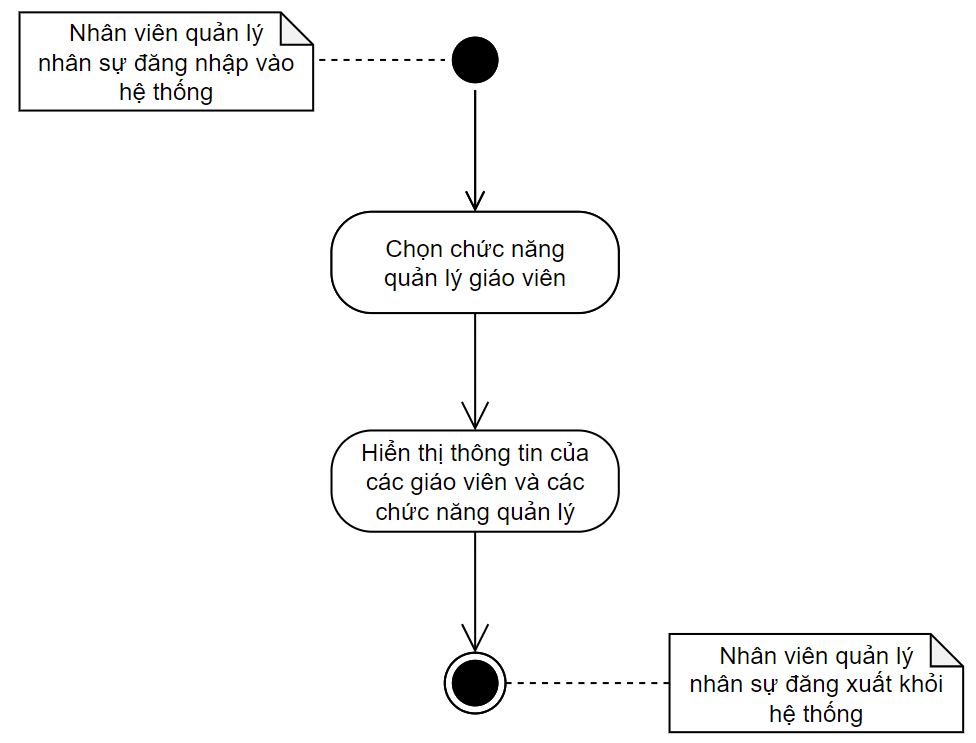 Nhân viên quản lý
nhân sự đăng nhập vào
hệ thống
Chọn chức năng
quản lý giáo viên
Hiển thị thông tin của
các giáo viên và các
chức năng quản lý
Nhân viên quản lý
nhân sự đăng xuất khỏi
hệ thống